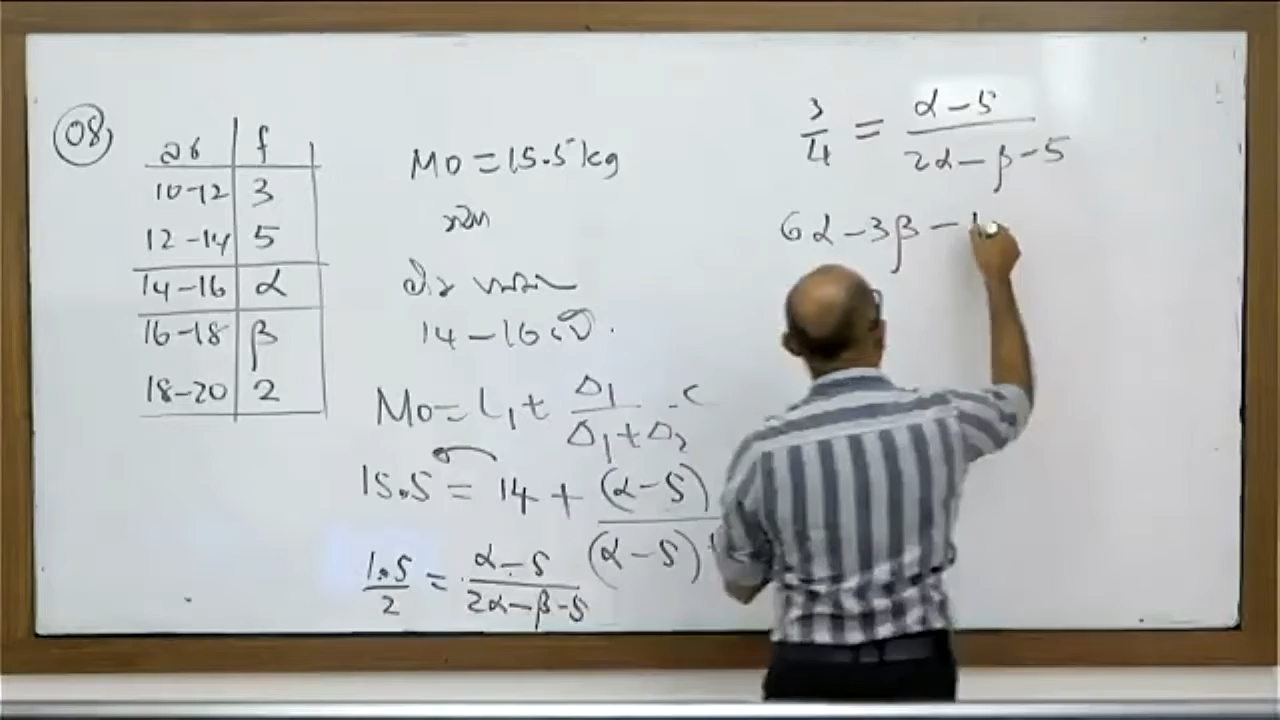 08
f
10-12 3
12-14 5
14-16 α
16-18 β
18-20 2
Mo = 15.5 kg
14-16
Mo = L₁ + Δ₁/(Δ₁+Δ₂) · C
15.5 = 14 + (α-5)/(α-5) +
1.5/2 = α-5/2α-β-5
3/4 = α-5/2α-β-5
6α-3β-